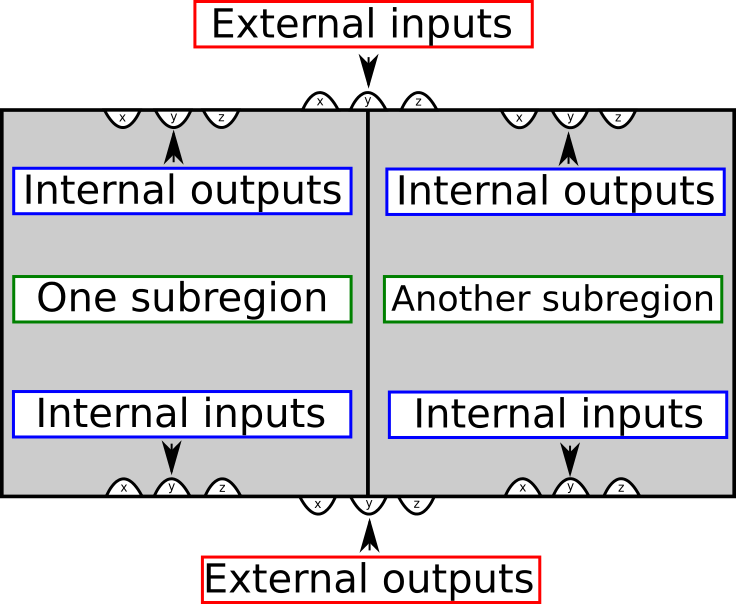 External inputs
x y z
x y z
x y z
Internal outputs
Internal outputs
One subregion
Another subregion
Internal inputs
Internal inputs
x y z
x y z
x y z
External outputs